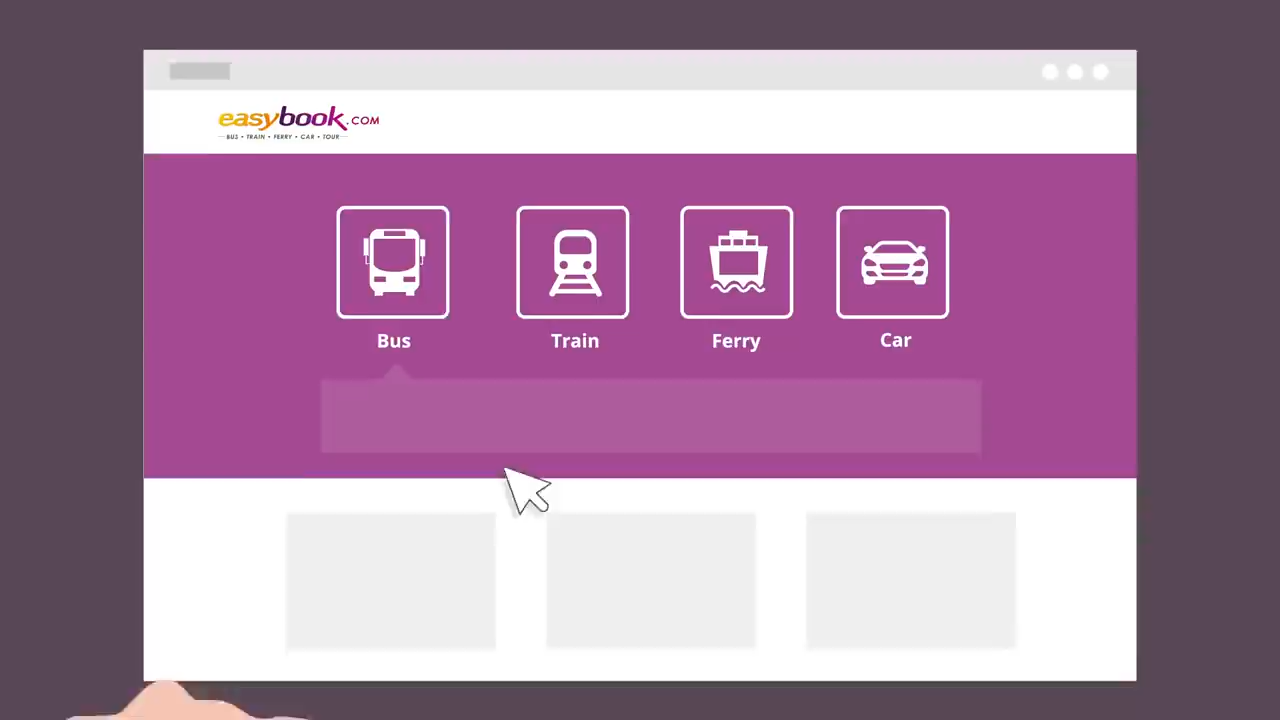 easybook.COM
BUS • TRAIN • FERRY • CAR • TOUR
Bus
Train
Ferry
Car